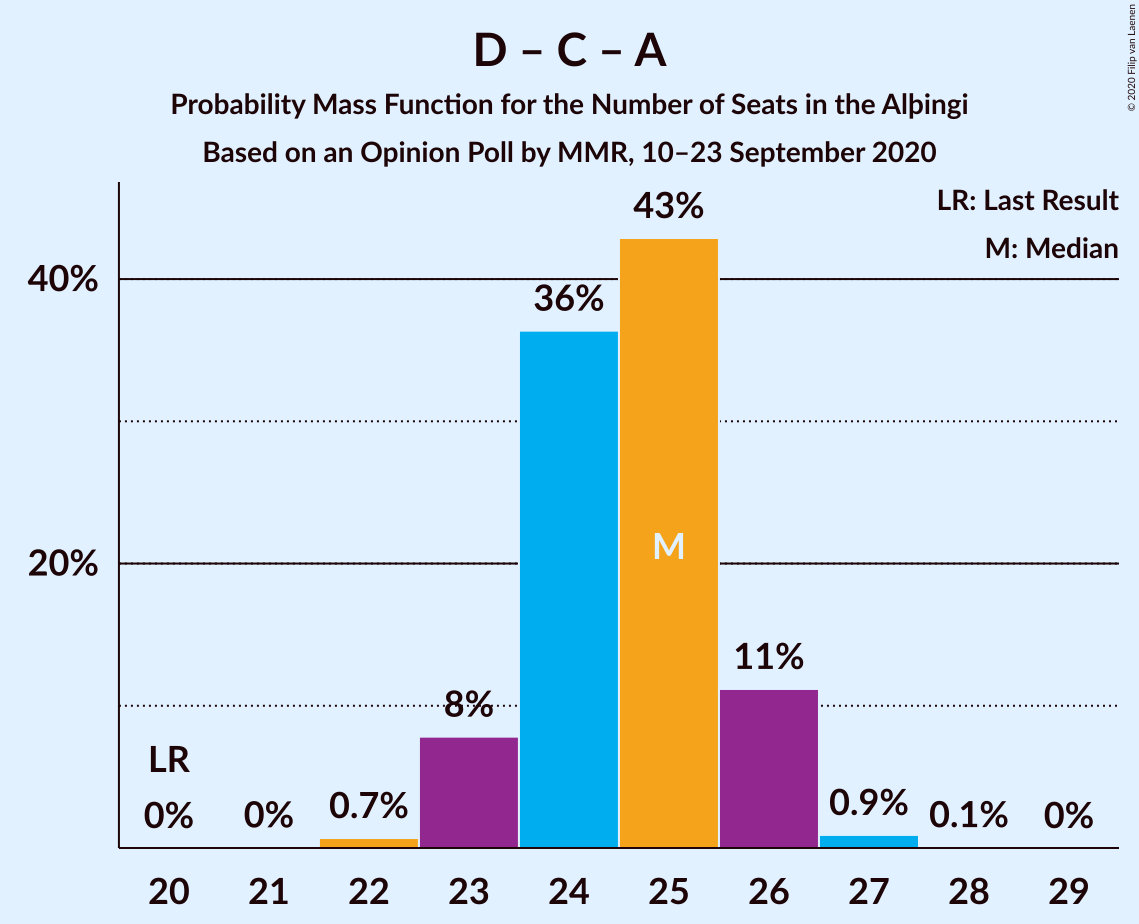 D – C – A
Probability Mass Function for the Number of Seats in the Alþingi
Based on an Opinion Poll by MMR, 10–23 September 2020
© 2020 Filip van Laenen
LR: Last Result
M: Median
43%
40%
36%
M
20%
11%
8%
LR
0%
0%
0.7%
0.9%
0.1%
0%
20
21
22
23
24
25
26
27
28
29